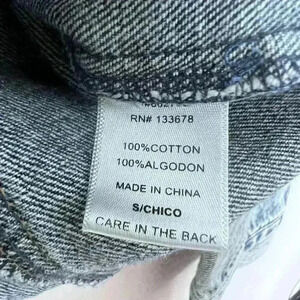 RN# 133678
100%COTTON
100%ALGODON
MADE IN CHINA
S/CHICO
CARE IN THE BACK